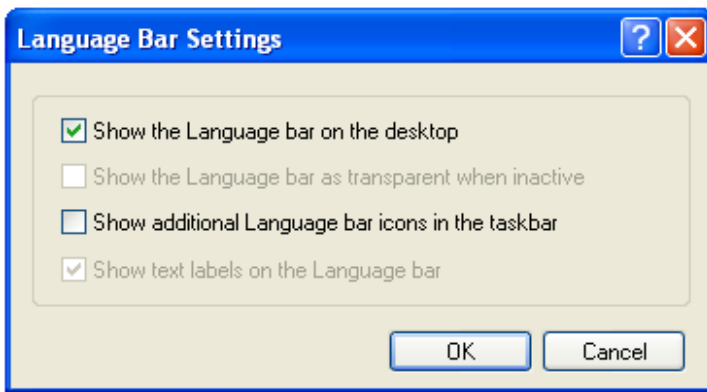 Language Bar Settings
Show the Language bar on the desktop
Show the Language bar as transparent when inactive
Show additional Language bar icons in the taskbar
Show text labels on the Language bar
OK Cancel